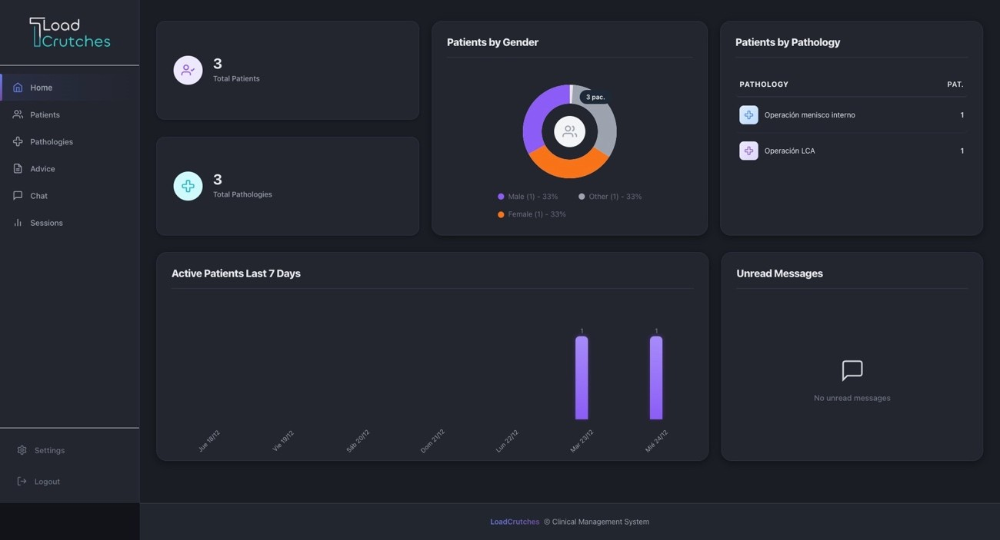 Load
Crutches
Home
Patients
Pathologies
Advice
Chat
Sessions
Settings
Logout
3
Total Patients
3
Total Pathologies
Patients by Gender
3 pac.
Male (1) - 33%
Other (1) - 33%
Female (1) - 33%
Patients by Pathology
PATHOLOGY PAT.
Operación menisco interno 1
Operación LCA 1
Active Patients Last 7 Days
1 1
Jue 18/12 Vie 19/12 Sáb 20/12 Dom 21/12 Lun 22/12 Mar 23/12 Mié 24/12
Unread Messages
No unread messages
LoadCrutches © Clinical Management System